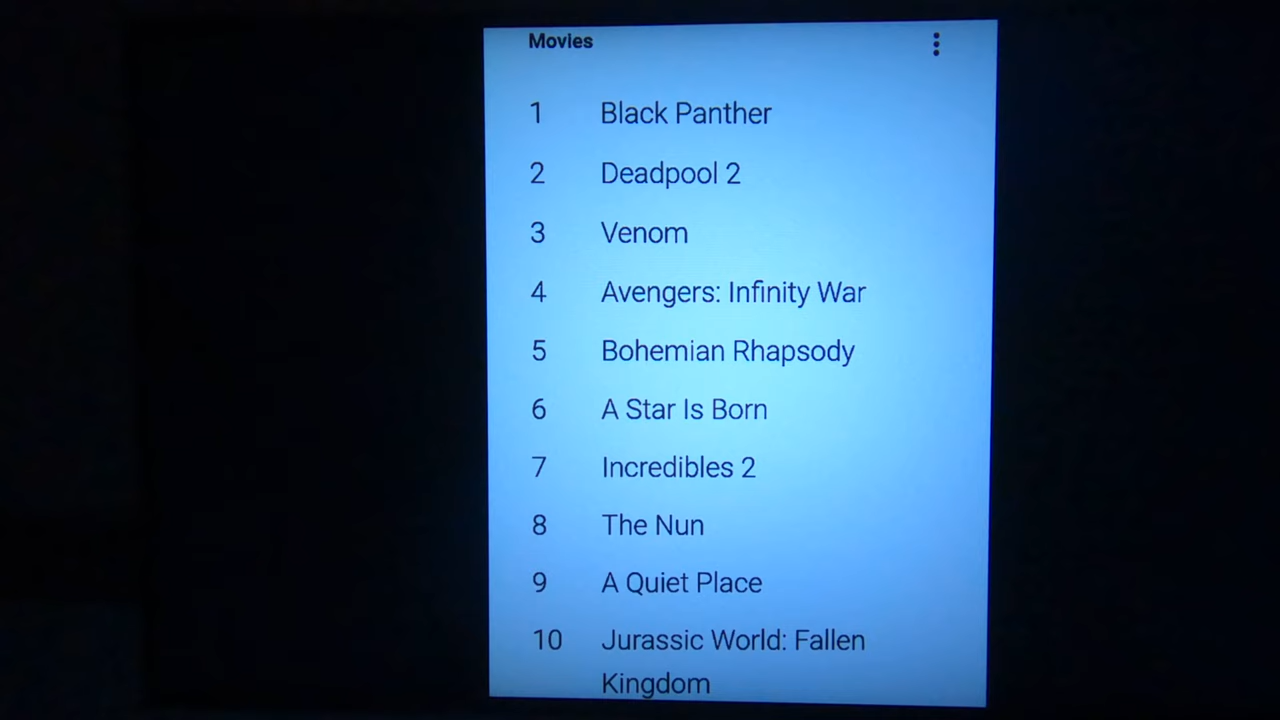 Movies
1 Black Panther
2 Deadpool 2
3 Venom
4 Avengers: Infinity War
5 Bohemian Rhapsody
6 A Star Is Born
7 Incredibles 2
8 The Nun
9 A Quiet Place
10 Jurassic World: Fallen
Kingdom